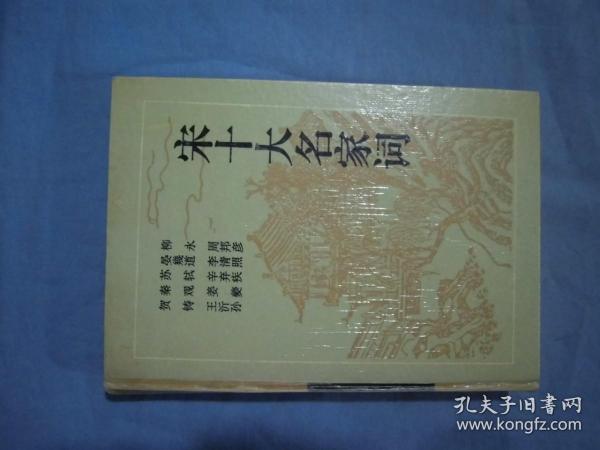 宋十大名家词
柳永
晏幾道
苏轼
秦观
贺铸
周邦彦
李清照
辛弃疾
姜夔
王沂孙
孔夫子旧書网
www.kongfz.com